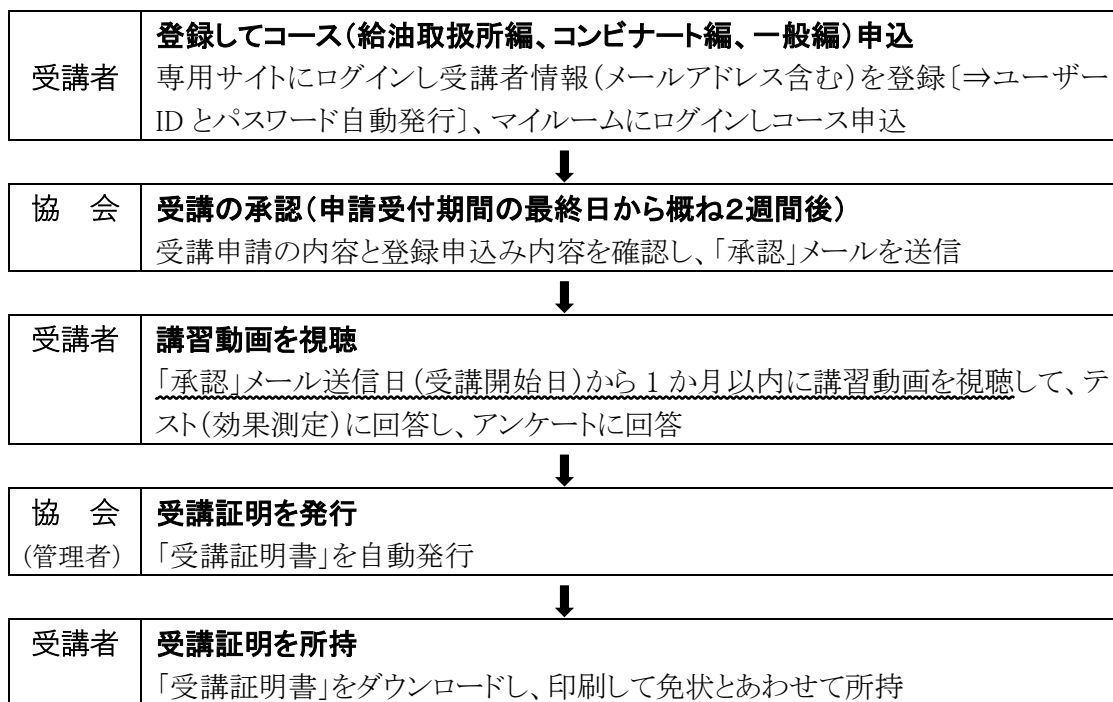 登録してコース(給油取扱所編、コンビナート編、一般編)申込
受講者 専用サイトにログインし受講者情報(メールアドレス含む)を登録〔⇒ユーザー
IDとパスワード自動発行〕、マイルームにログインしコース申込
⬇
協 会 受講の承認(申請受付期間の最終日から概ね2週間後)
受講申請の内容と登録申込み内容を確認し、「承認」メールを送信
⬇
受講者 講習動画を視聴
「承認」メール送信日(受講開始日)から1か月以内に講習動画を視聴して、テ
スト(効果測定)に回答し、アンケートに回答
⬇
協 会 受講証明を発行
(管理者) 「受講証明書」を自動発行
⬇
受講者 受講証明を所持
「受講証明書」をダウンロードし、印刷して免状とあわせて所持